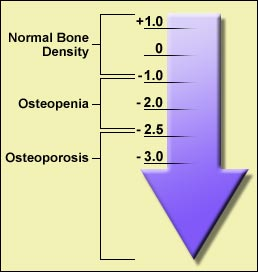 Normal Bone
Density
Osteopenia
Osteoporosis
+1.0
0
-1.0
- 2.0
- 2.5
- 3.0